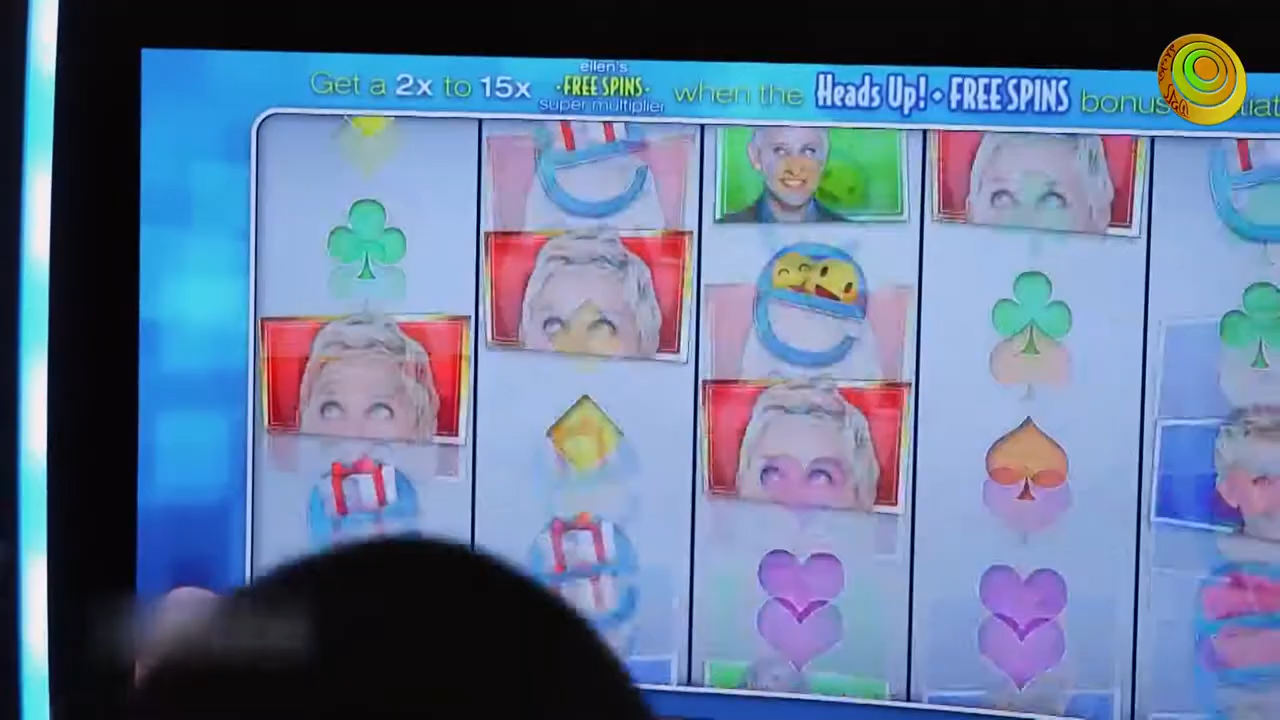 Get a 2x to 15x ellen's
·FREE SPINS·
super multiplier when the Heads Up! • FREE SPINS bonus